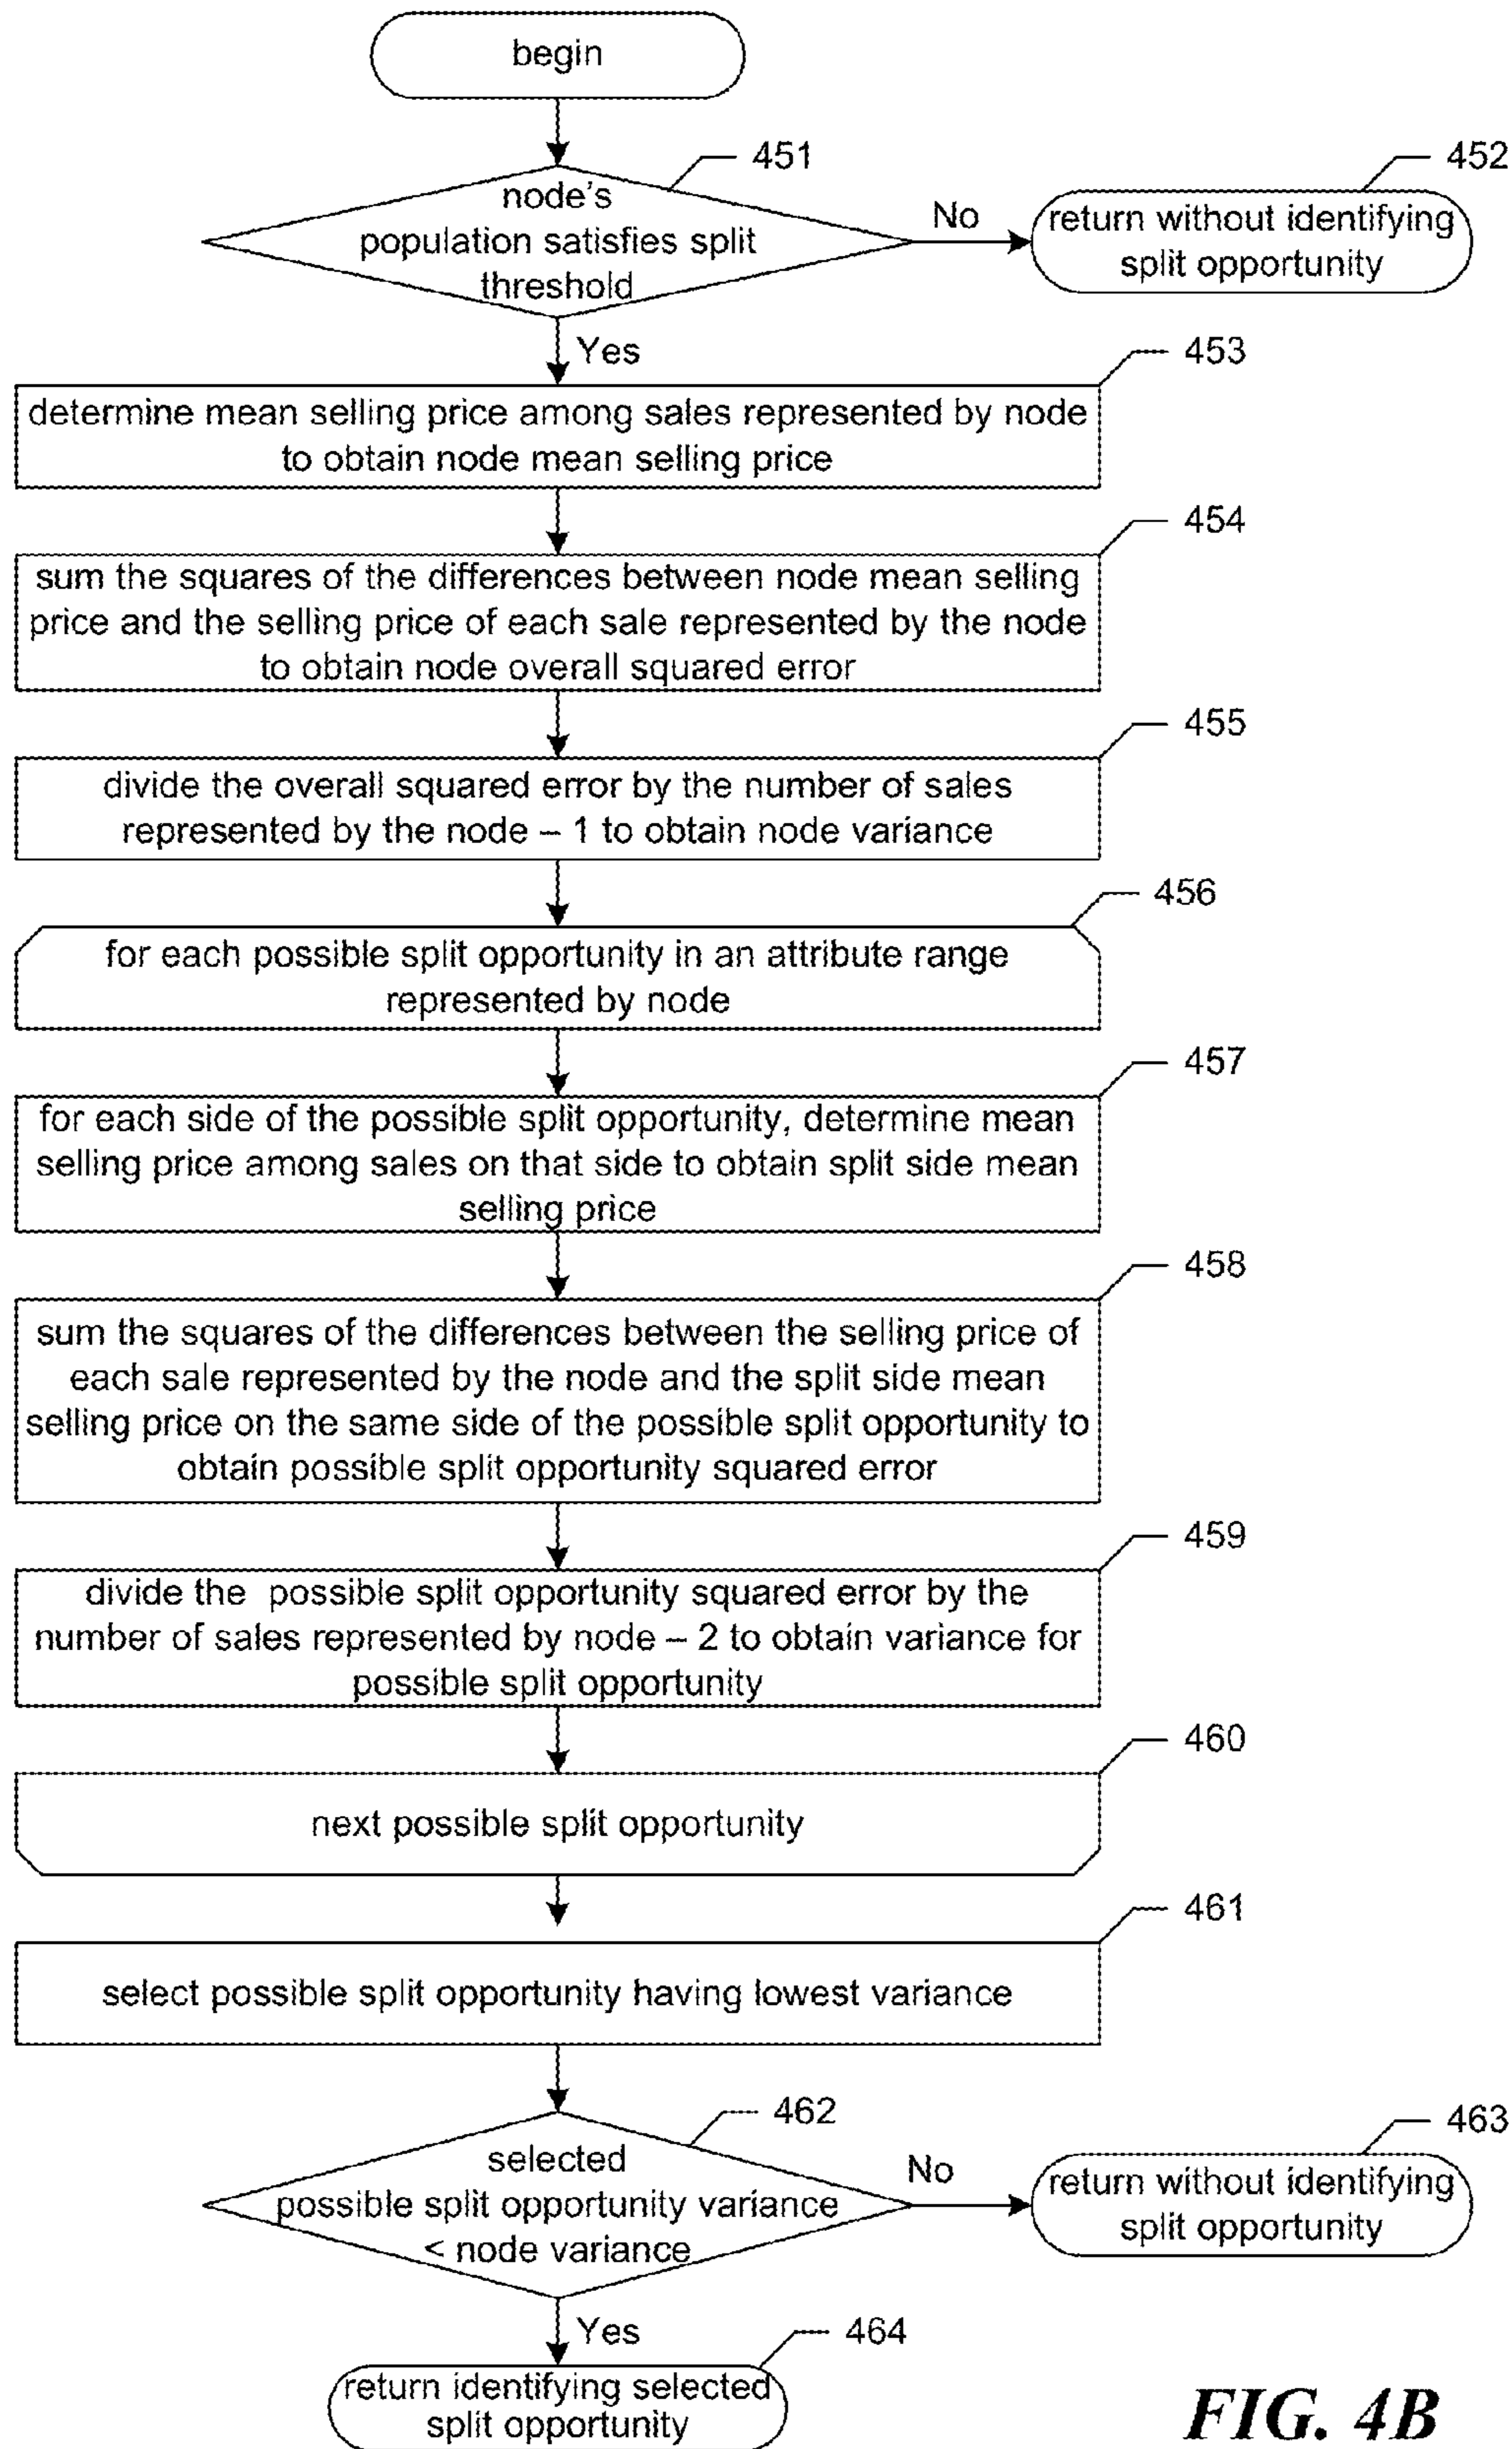 begin
451
node's
population satisfies split
threshold
No
452
return without identifying
split opportunity
Yes
453
determine mean selling price among sales represented by node
to obtain node mean selling price
454
sum the squares of the differences between node mean selling
price and the selling price of each sale represented by the node
to obtain node overall squared error
455
divide the overall squared error by the number of sales
represented by the node – 1 to obtain node variance
456
for each possible split opportunity in an attribute range
represented by node
457
for each side of the possible split opportunity, determine mean
selling price among sales on that side to obtain split side mean
selling price
458
sum the squares of the differences between the selling price of
each sale represented by the node and the split side mean
selling price on the same side of the possible split opportunity to
obtain possible split opportunity squared error
459
divide the possible split opportunity squared error by the
number of sales represented by node – 2 to obtain variance for
possible split opportunity
460
next possible split opportunity
461
select possible split opportunity having lowest variance
462
selected
possible split opportunity variance
< node variance
No
463
return without identifying
split opportunity
Yes
464
return identifying selected
split opportunity
FIG. 4B